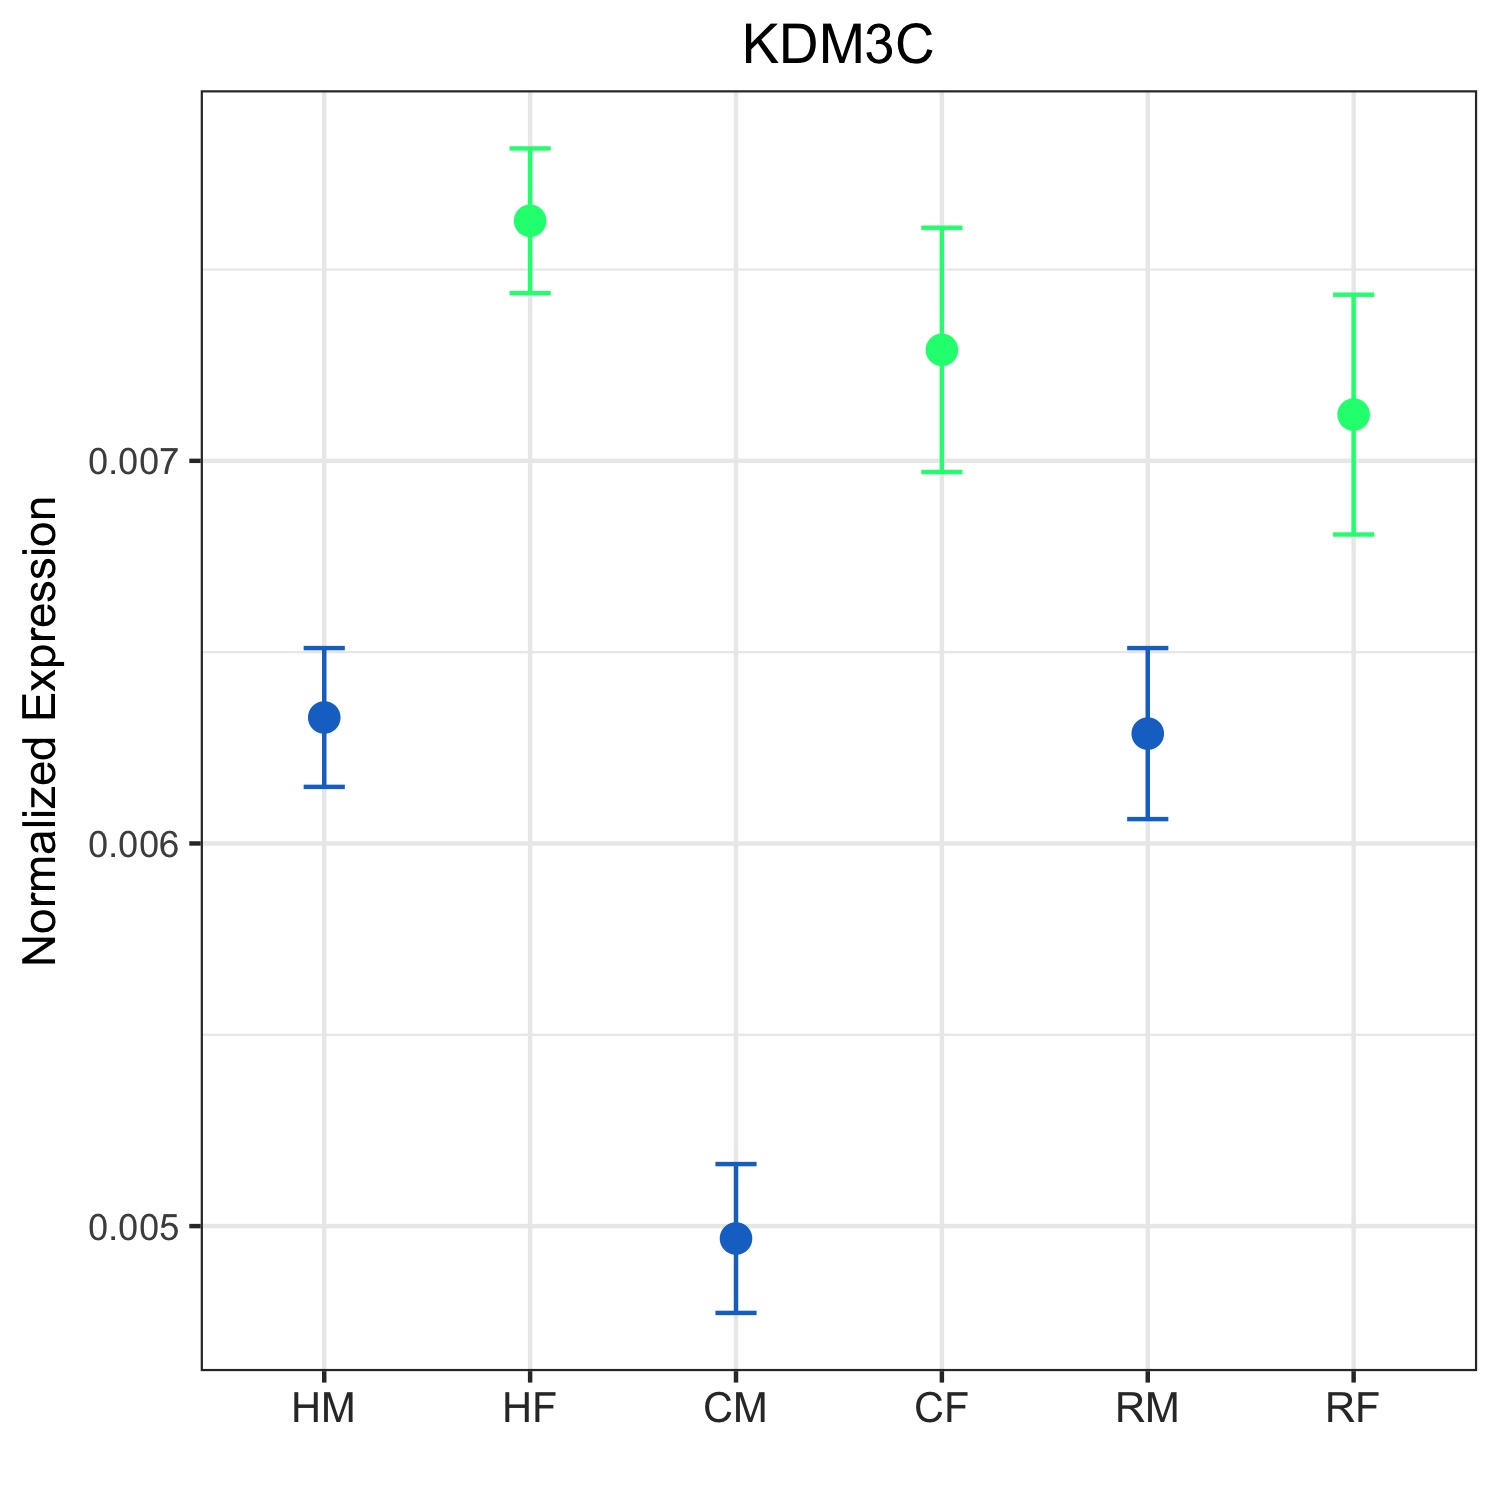 KDM3C
Normalized Expression
0.007
0.006
0.005
HM HF CM CF RM RF